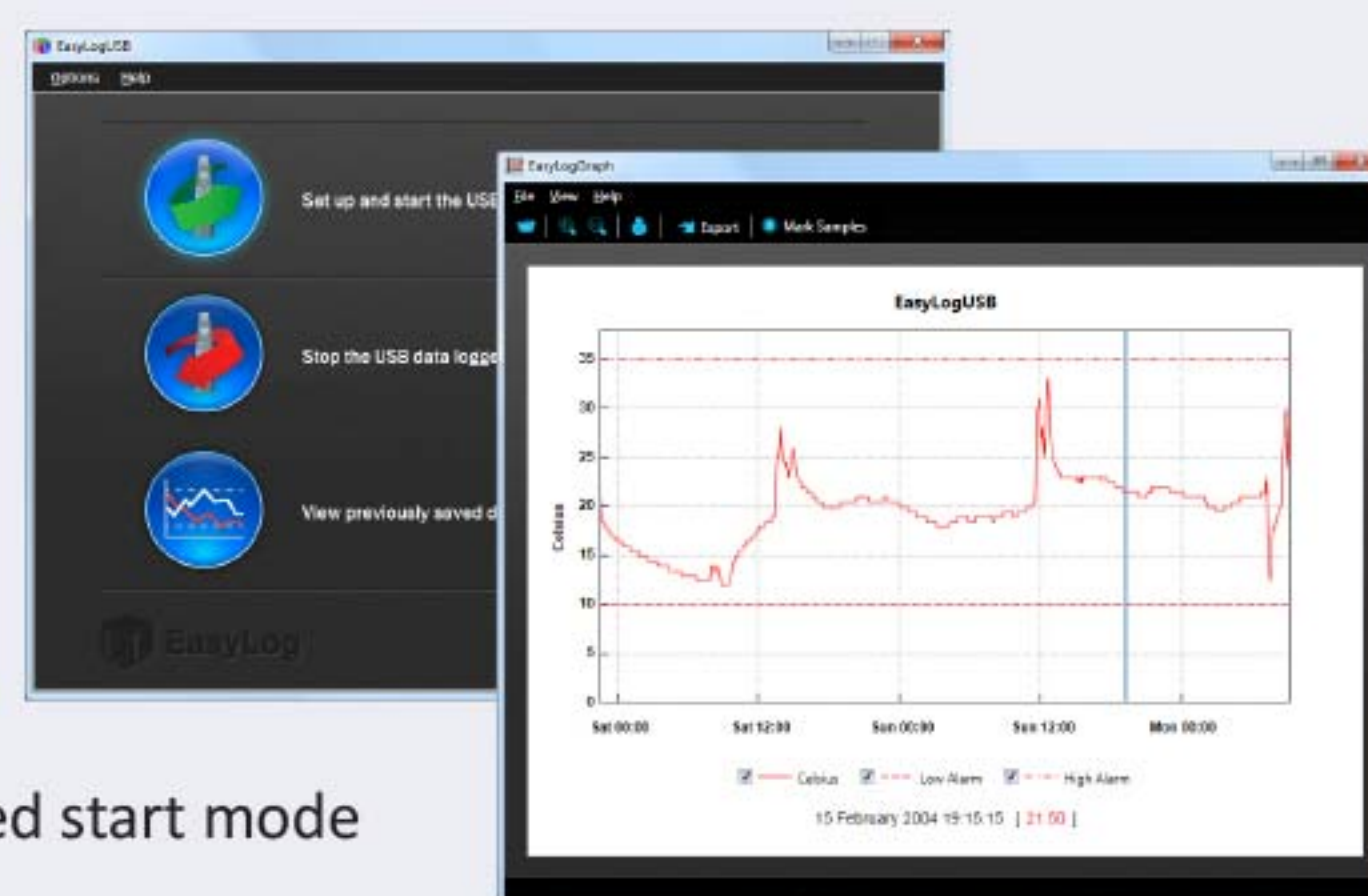 EasyLogUSB
Options Help
Set up and start the USB
Stop the USB data logge
View previously saved d
EasyLog
EasyLogGraph
File View Help
Export Mark Samples
EasyLogUSB
35
30
25
20
15
10
5
0
Celsius
Sat 00:00 Sat 12:00 Sun 00:00 Sun 12:00 Mon 00:00
Celsius Low Alarm High Alarm
15 February 2004 19:15:15 [ 21.50 ]
ed start mode